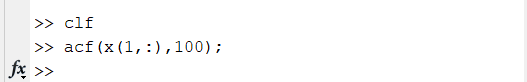 >> clf
>> acf(x(1,:),100);
fx >>